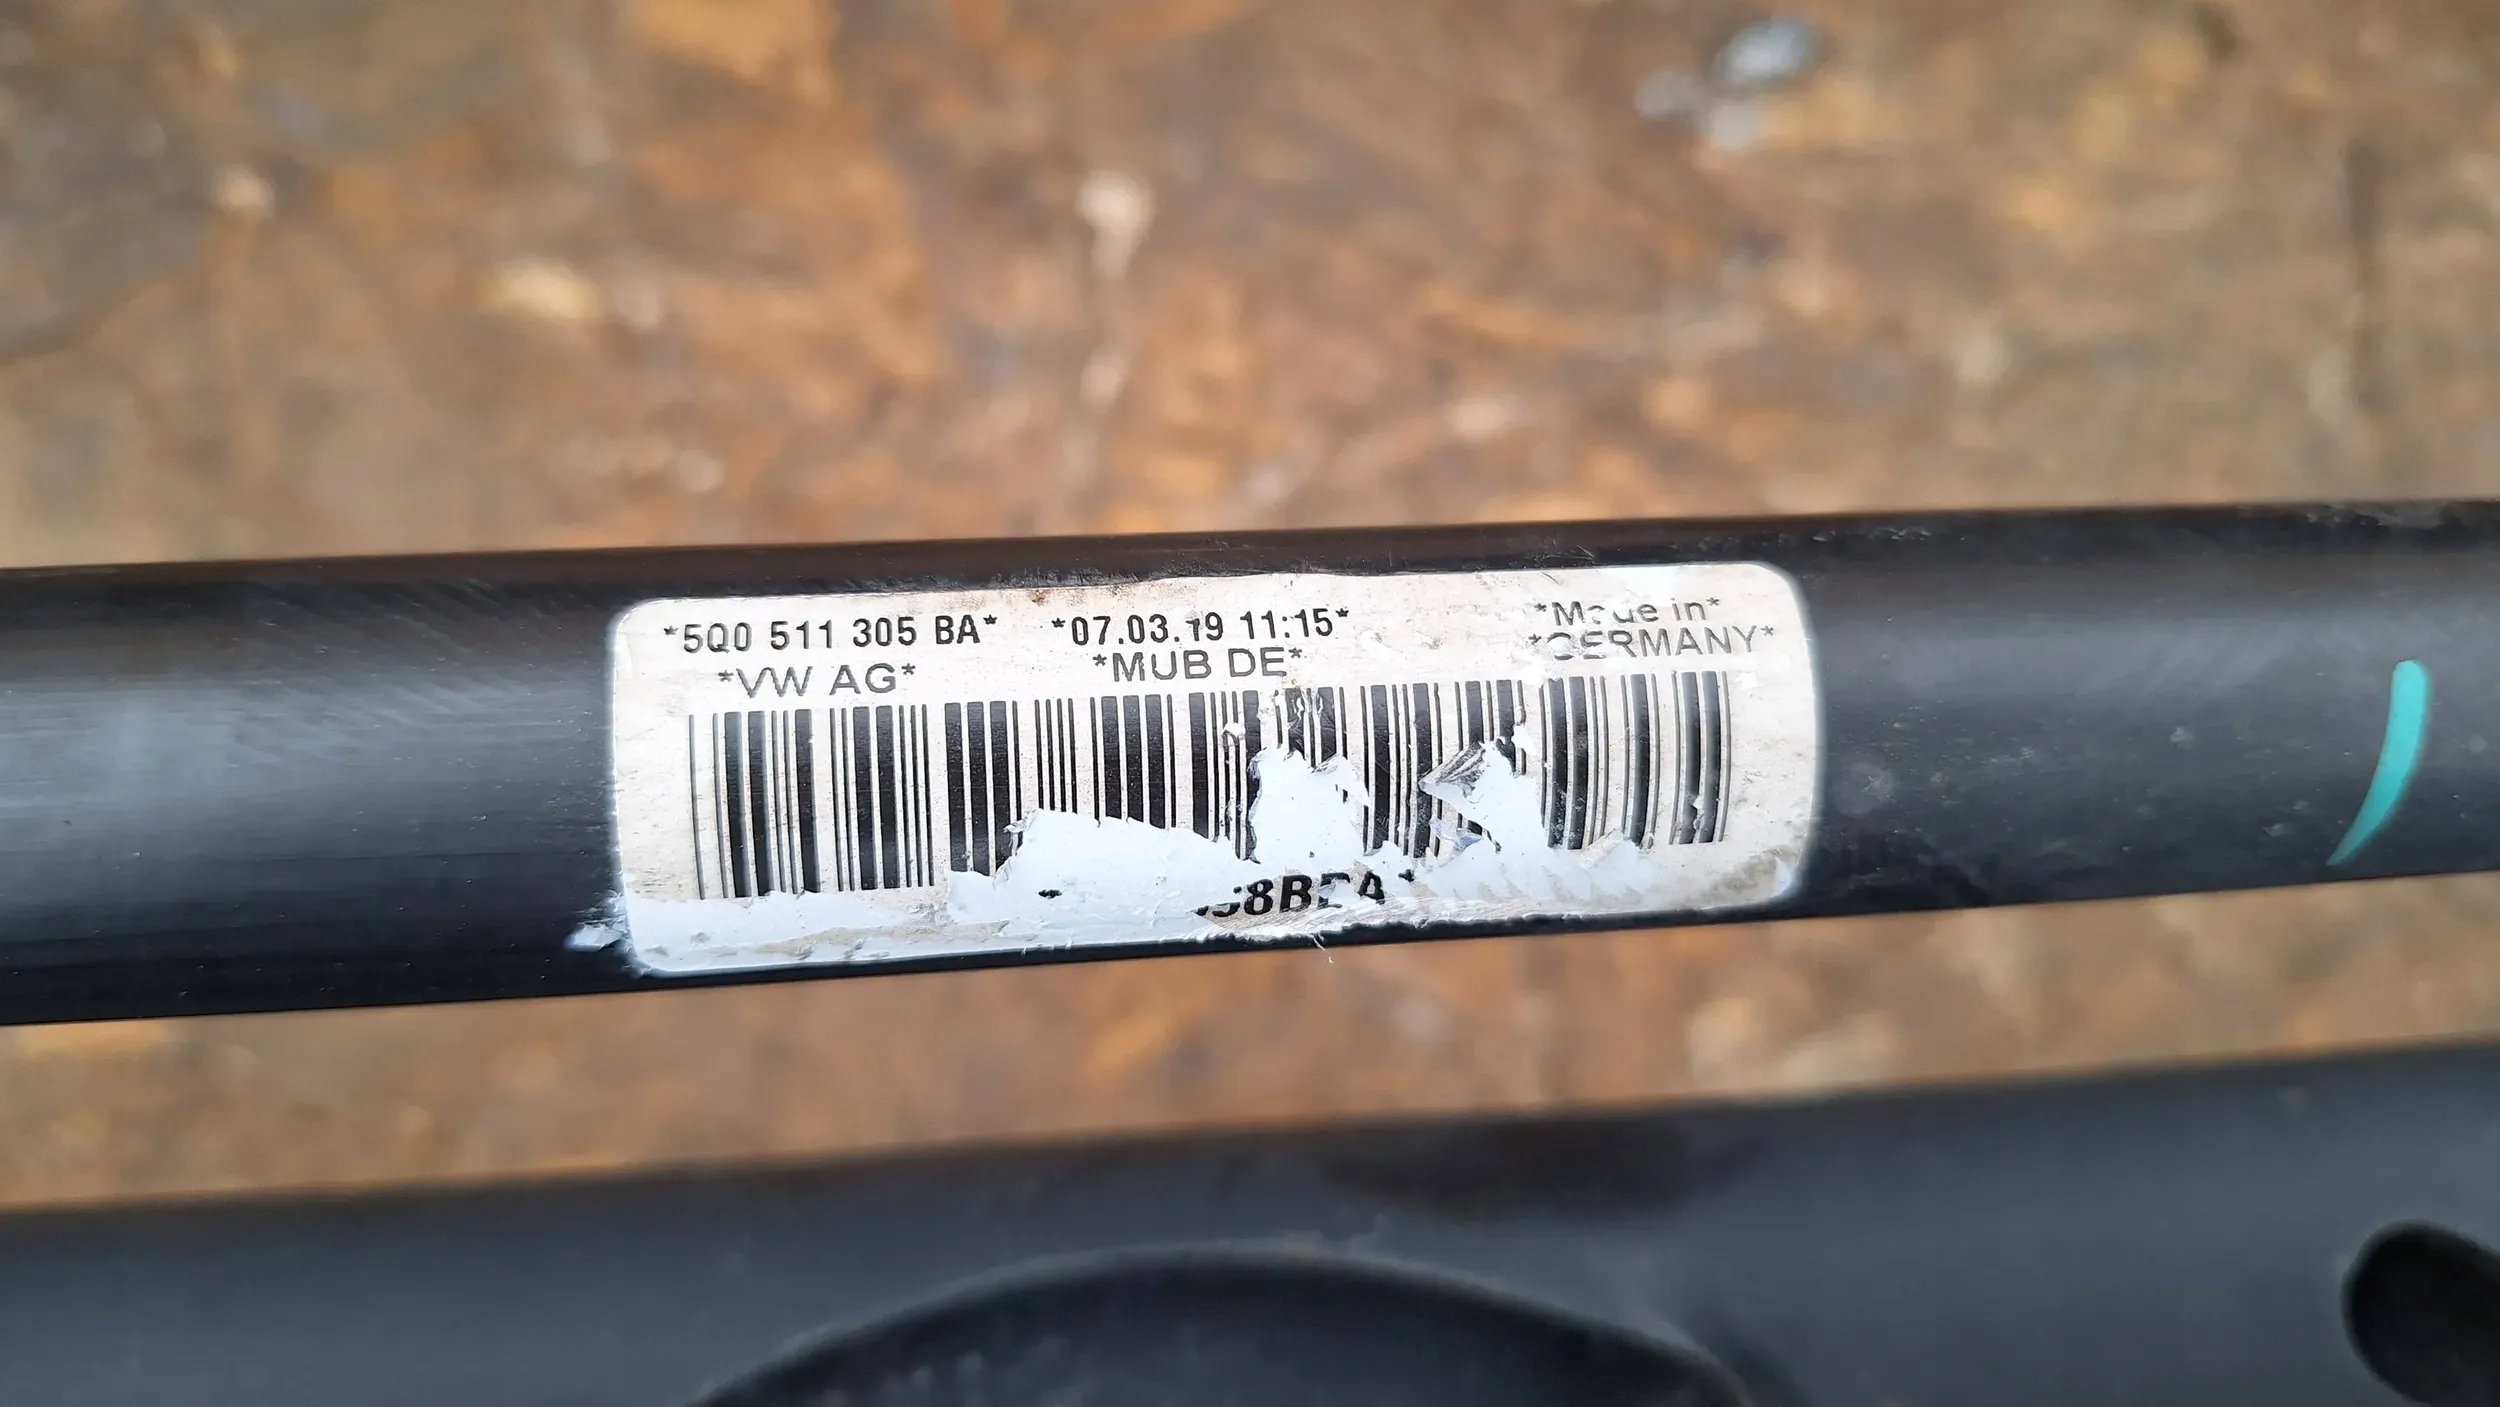 *5Q0 511 305 BA* *07.03.19 11:15* *Made in*
*VW AG* *MUB DE* *GERMANY*